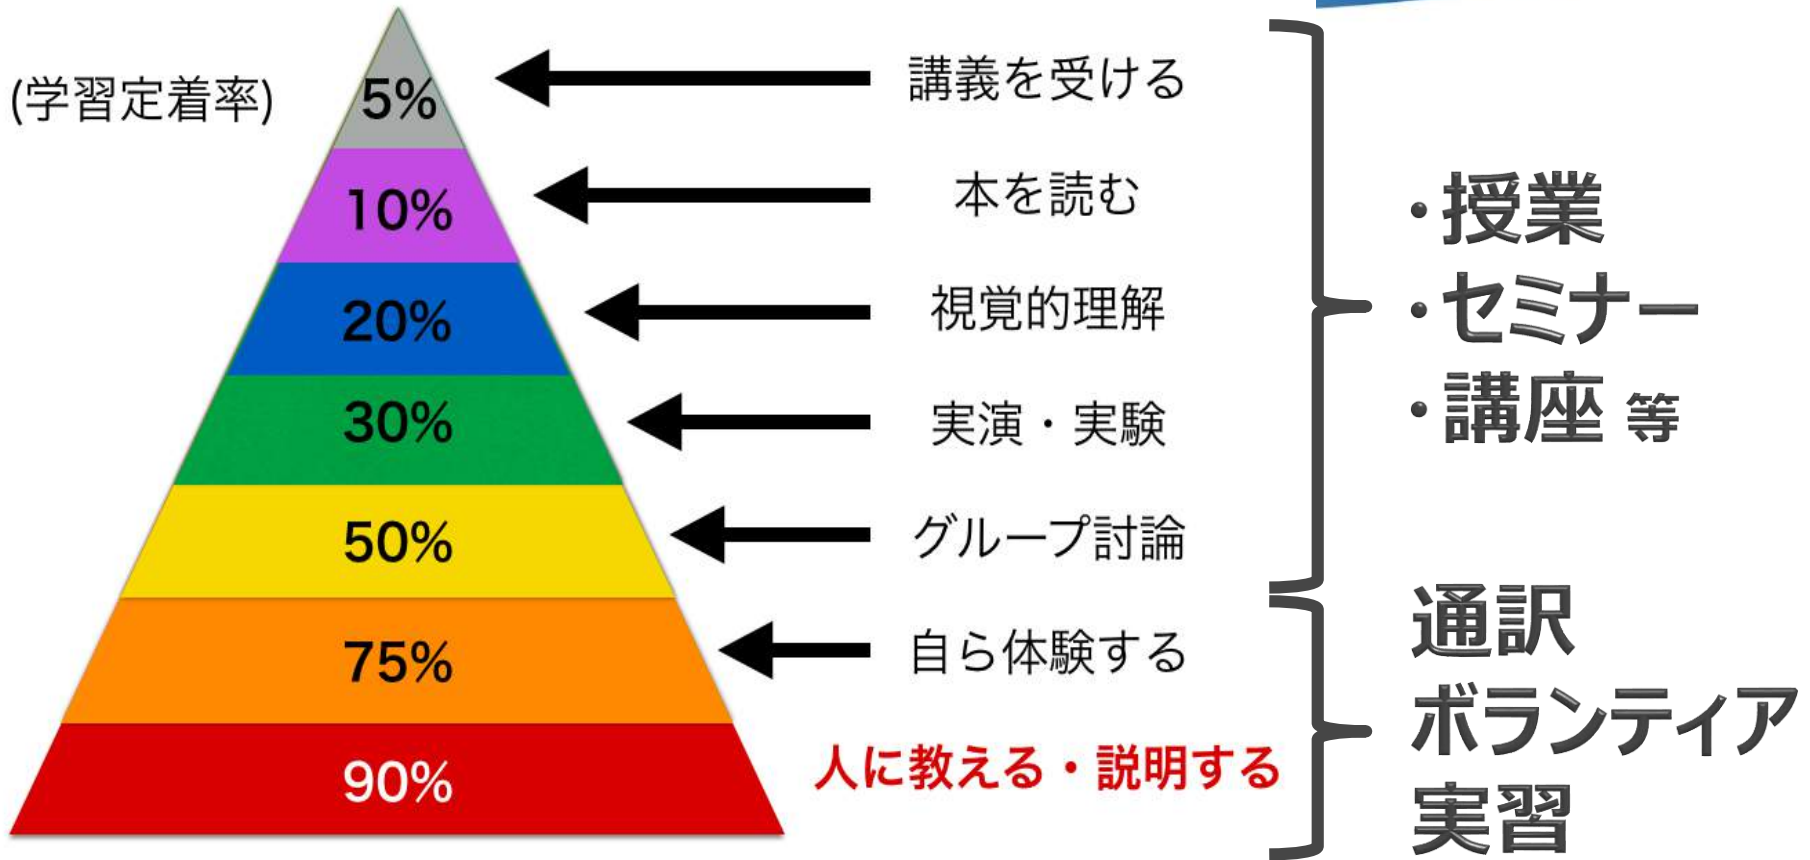 (学習定着率)
5%
講義を受ける
10%
本を読む
20%
視覚的理解
30%
実演・実験
50%
グループ討論
75%
自ら体験する
90%
人に教える・説明する
・授業
・セミナー
・講座 等
通訳
ボランティア
実習